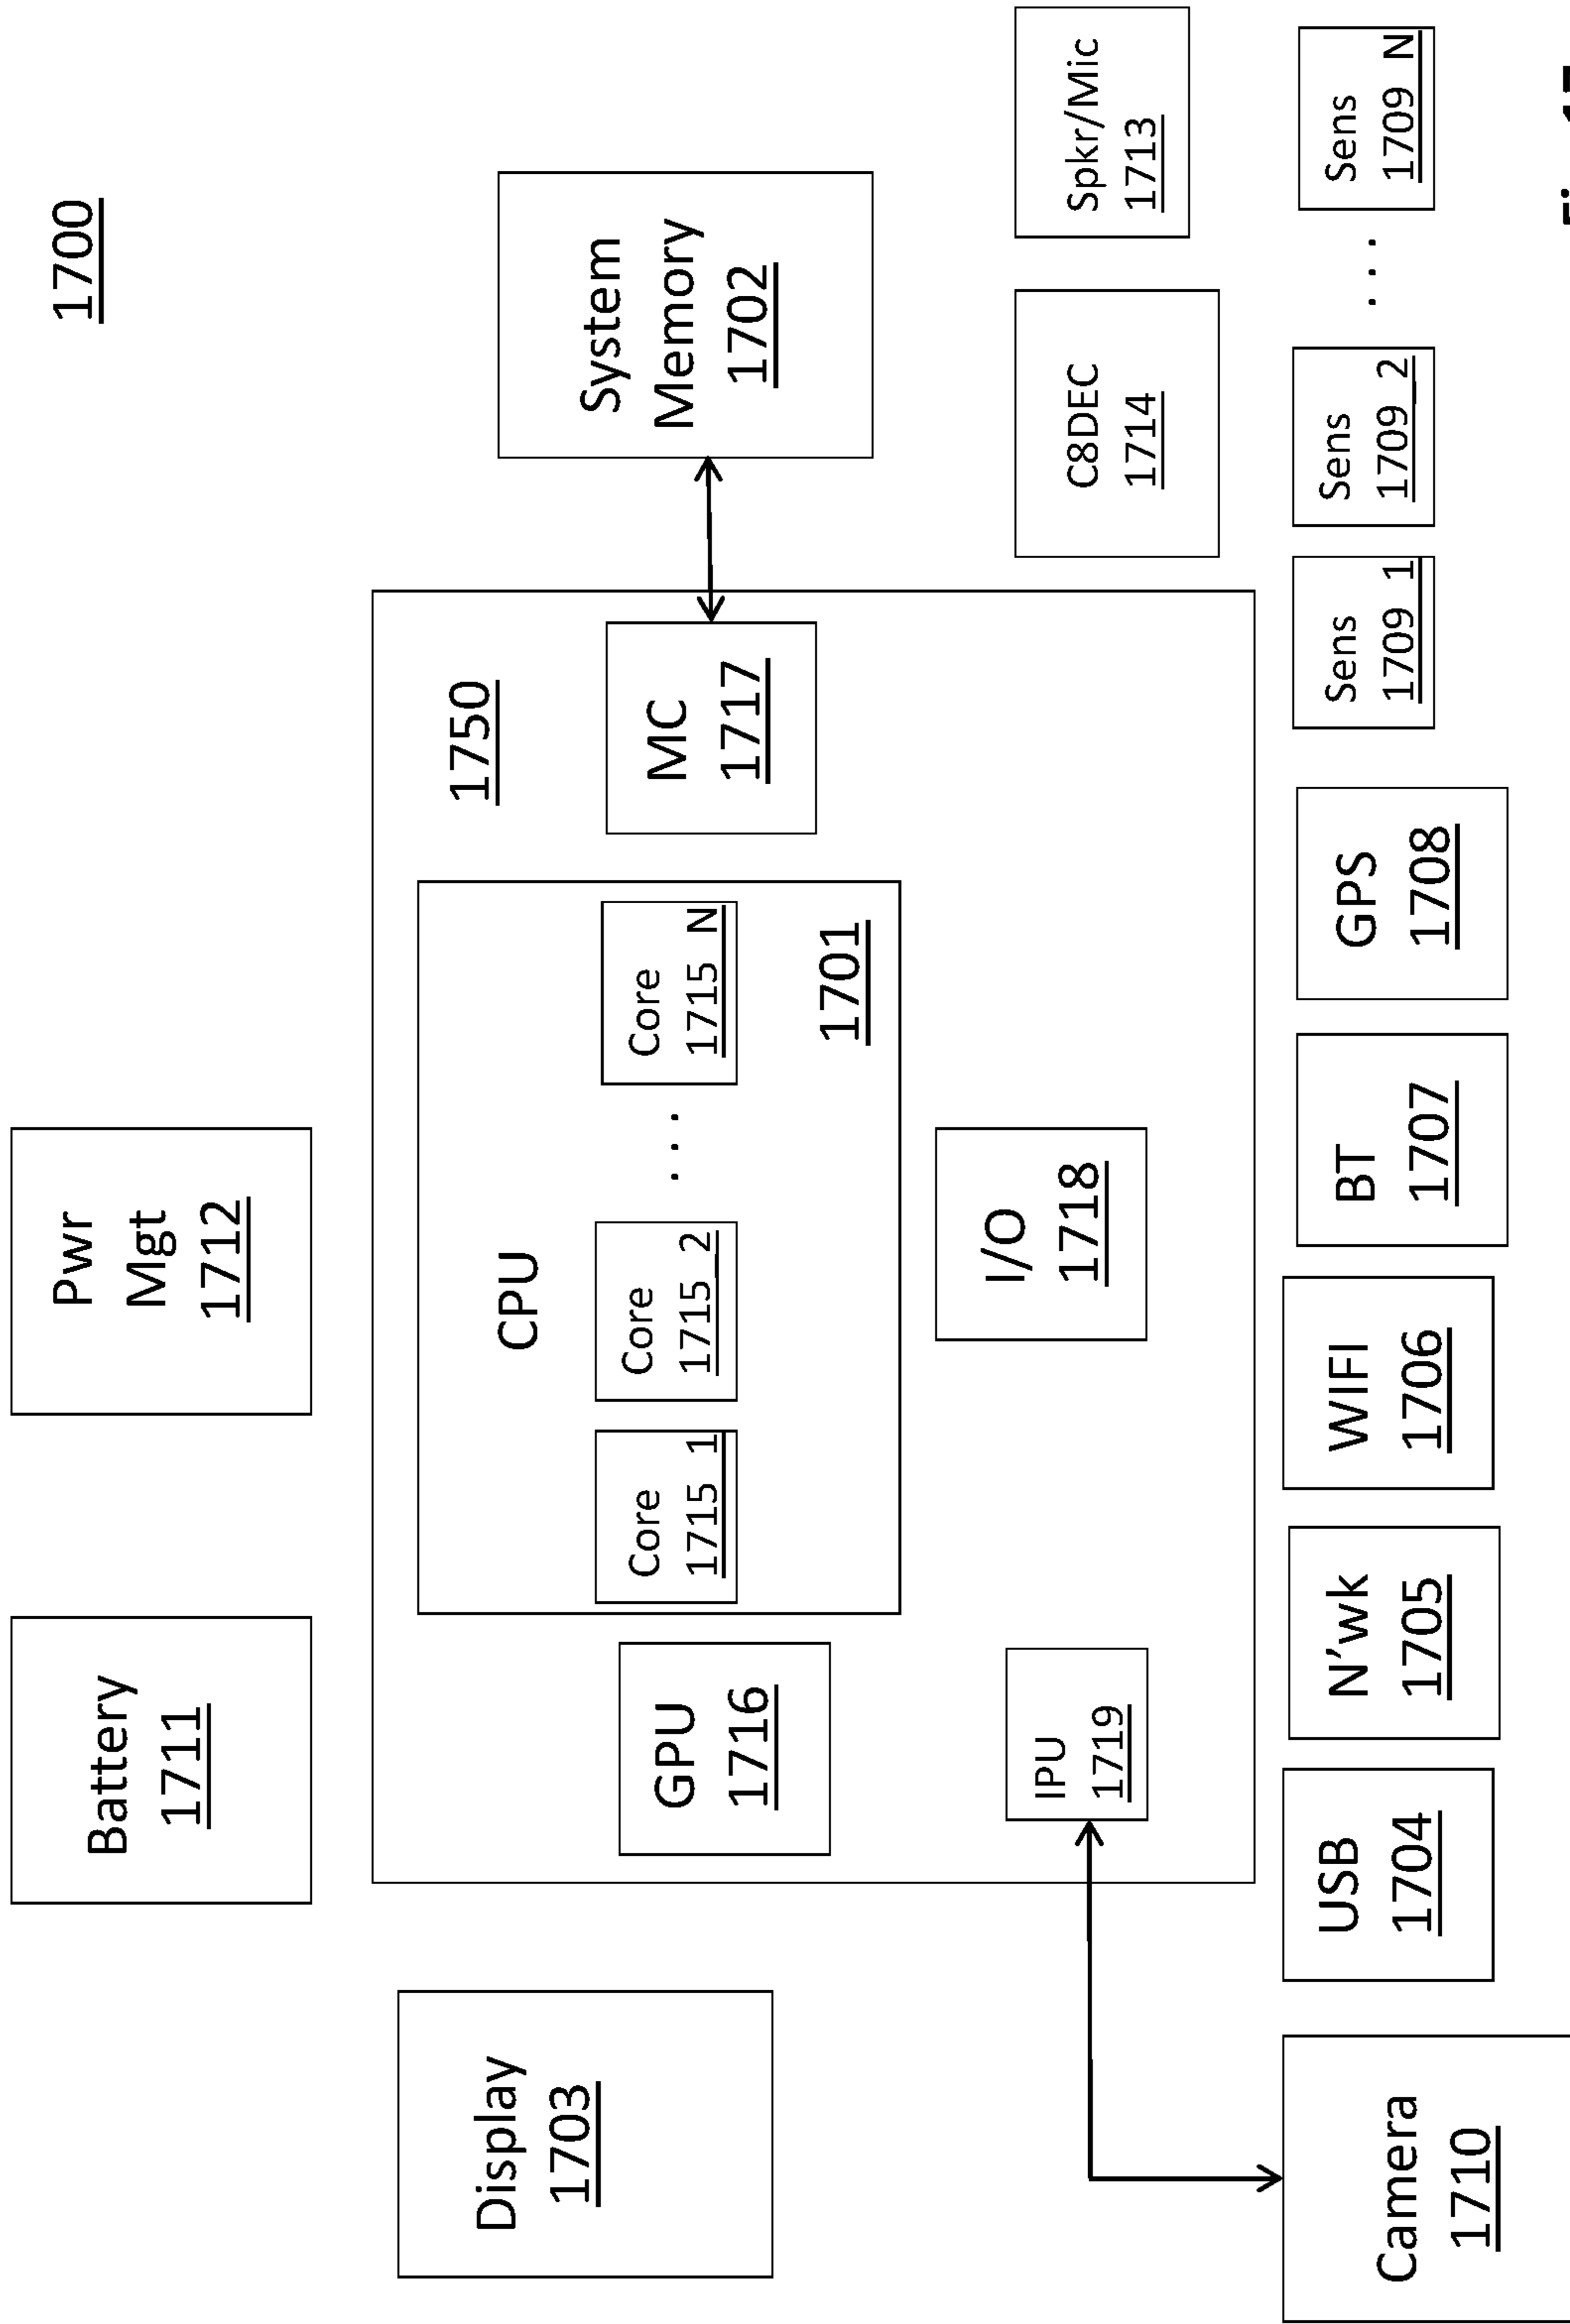 1700
Battery
1711
Pwr
Mgt
1712
Display
1703
1750
CPU
GPU
1716
Core
1715_1
Core
1715_2
. . .
Core
1715_N
1701
MC
1717
System
Memory
1702
IPU
1719
I/O
1718
C8DEC
1714
Spkr/Mic
1713
Camera
1710
USB
1704
N'wk
1705
WIFI
1706
BT
1707
GPS
1708
Sens
1709_1
Sens
1709_2
. . .
Sens
1709_N